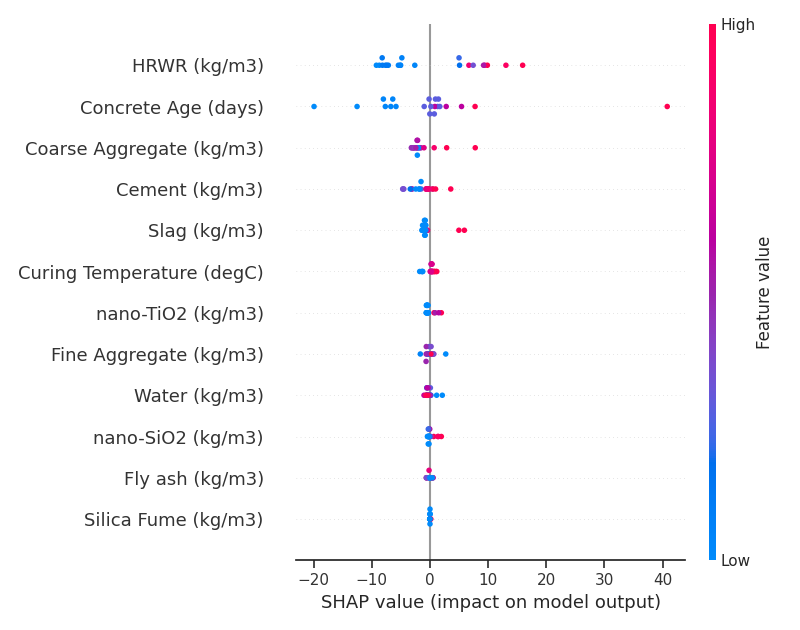 High
HRWR (kg/m3)
Concrete Age (days)
Coarse Aggregate (kg/m3)
Cement (kg/m3)
Slag (kg/m3)
Curing Temperature (degC)
nano-TiO2 (kg/m3)
Fine Aggregate (kg/m3)
Water (kg/m3)
nano-SiO2 (kg/m3)
Fly ash (kg/m3)
Silica Fume (kg/m3)
Feature value
Low
−20 −10 0 10 20 30 40
SHAP value (impact on model output)